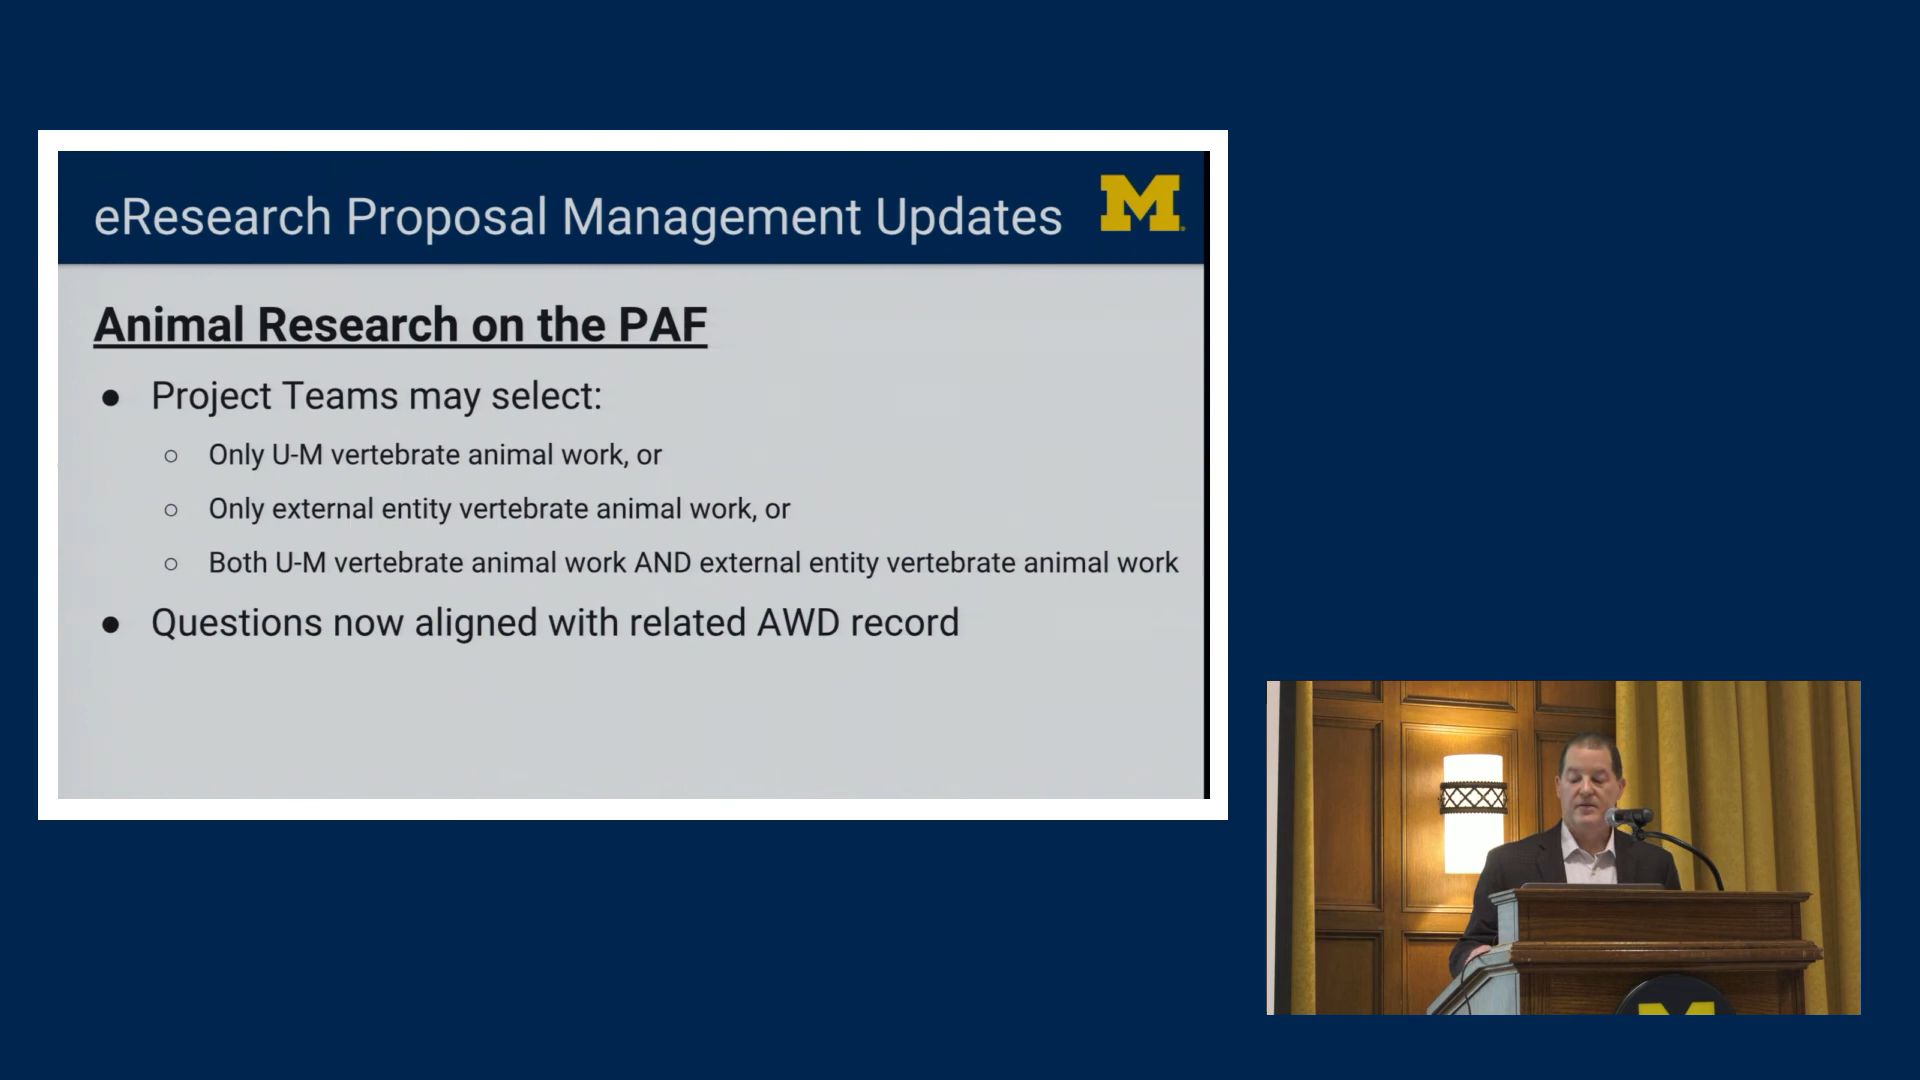 eResearch Proposal Management Updates
M
Animal Research on the PAF
● Project Teams may select:
○ Only U-M vertebrate animal work, or
○ Only external entity vertebrate animal work, or
○ Both U-M vertebrate animal work AND external entity vertebrate animal work
● Questions now aligned with related AWD record
M